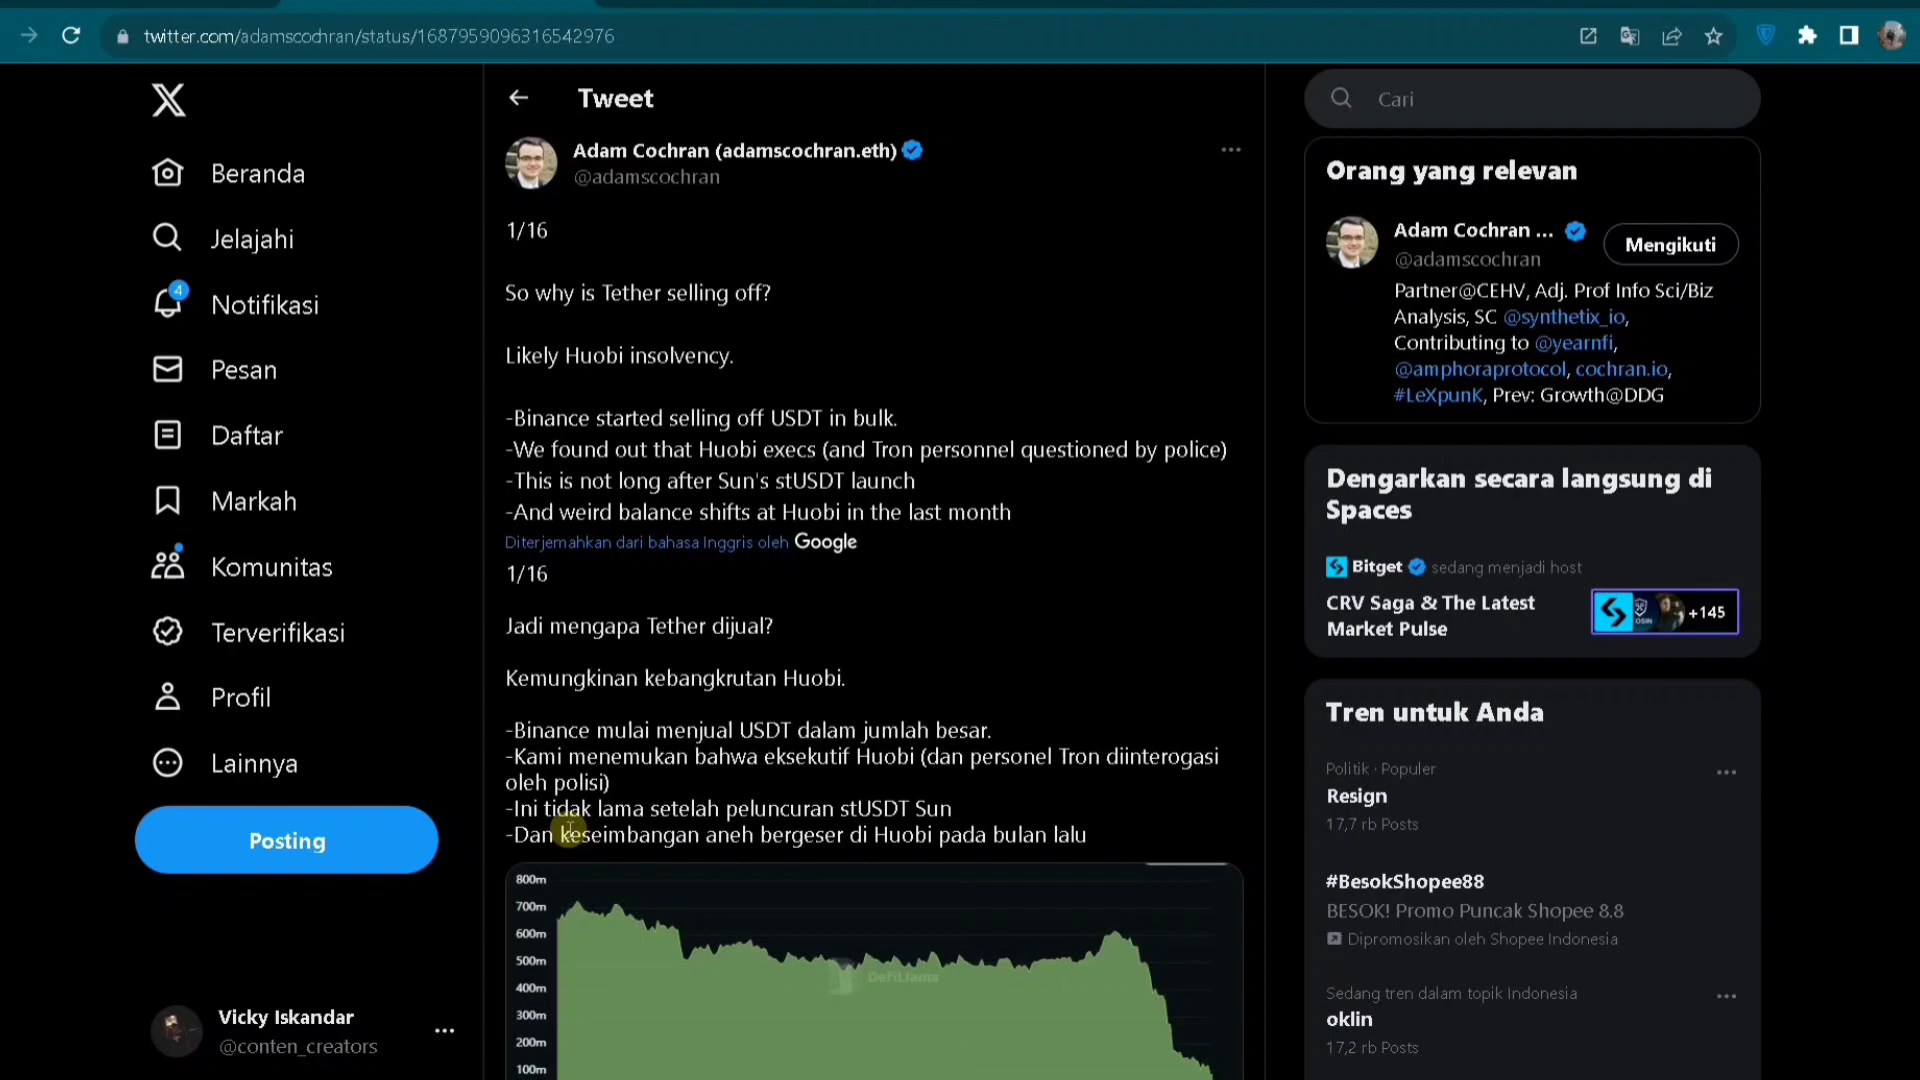 twitter.com/adamscochran/status/1687959096316542976
Beranda
Jelajahi
4
Notifikasi
Pesan
Daftar
Markah
Komunitas
Terverifikasi
Profil
Lainnya
Posting
Vicky Iskandar
@conten_creators
Tweet
Adam Cochran (adamscochran.eth)
@adamscochran
1/16
So why is Tether selling off?
Likely Huobi insolvency.
-Binance started selling off USDT in bulk.
-We found out that Huobi execs (and Tron personnel questioned by police)
-This is not long after Sun's stUSDT launch
-And weird balance shifts at Huobi in the last month
Diterjemahkan dari bahasa Inggris oleh Google
1/16
Jadi mengapa Tether dijual?
Kemungkinan kebangkrutan Huobi.
-Binance mulai menjual USDT dalam jumlah besar.
-Kami menemukan bahwa eksekutif Huobi (dan personel Tron diinterogasi
oleh polisi)
-Ini tidak lama setelah peluncuran stUSDT Sun
-Dan keseimbangan aneh bergeser di Huobi pada bulan lalu
800m
700m
600m
500m
400m
300m
200m
100m
DefiLlama
Cari
Orang yang relevan
Adam Cochran ...
Mengikuti
@adamscochran
Partner@CEHV, Adj. Prof Info Sci/Biz
Analysis, SC @synthetix_io,
Contributing to @yearnfi,
@amphoraprotocol, cochran.io,
#LeXpunK, Prev: Growth@DDG
Dengarkan secara langsung di
Spaces
Bitget sedang menjadi host
CRV Saga & The Latest
Market Pulse
+145
Tren untuk Anda
Politik · Populer
Resign
17,7 rb Posts
#BesokShopee88
BESOK! Promo Puncak Shopee 8.8
Dipromosikan oleh Shopee Indonesia
Sedang tren dalam topik Indonesia
oklin
17,2 rb Posts